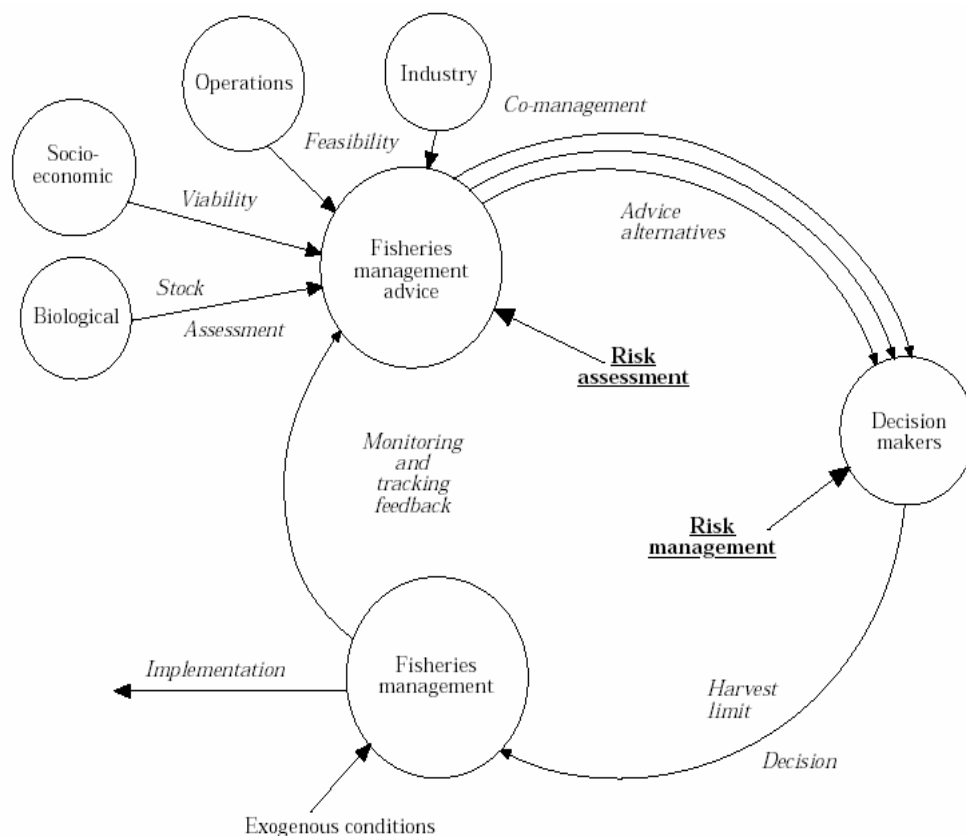 Operations
Industry
Co-management
Feasibility
Socio-
economic
Viability
Advice
alternatives
Fisheries
management
advice
Stock
Biological
Assessment
Risk
assessment
Decision
makers
Monitoring
and
tracking
feedback
Risk
management
Implementation
Fisheries
management
Harvest
limit
Decision
Exogenous conditions